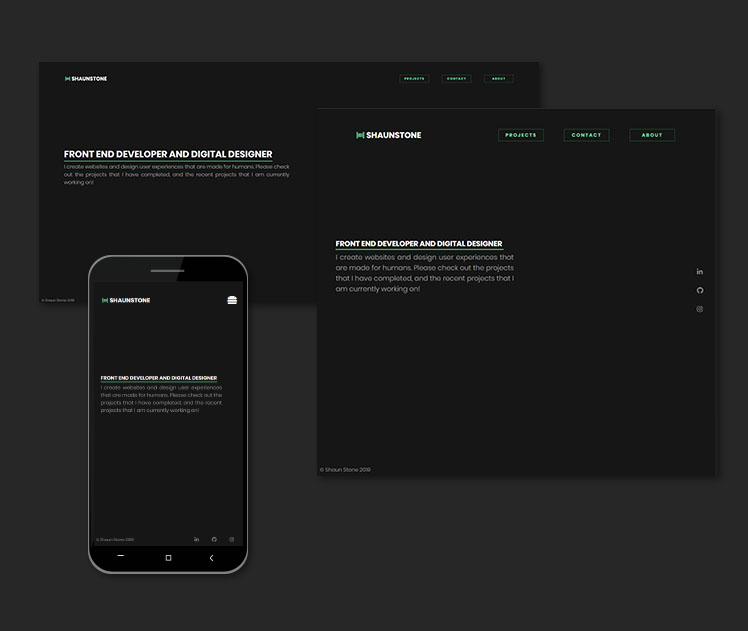 SHAUNSTONE
PROJECTS CONTACT ABOUT
FRONT END DEVELOPER AND DIGITAL DESIGNER
I create websites and design user experiences that are made for humans. Please check
out the projects that I have completed, and the recent projects that I am currently
working on!
© Shaun Stone 2019
SHAUNSTONE
PROJECTS CONTACT ABOUT
FRONT END DEVELOPER AND DIGITAL DESIGNER
I create websites and design user experiences that
are made for humans. Please check out the projects
that I have completed, and the recent projects that I
am currently working on!
in
© Shaun Stone 2019
SHAUNSTONE
FRONT END DEVELOPER AND DIGITAL DESIGNER
I create websites and design user experiences
that are made for humans. Please check out the
projects that I have completed, and the recent
projects that I am currently working on!
© Shaun Stone 2019 in